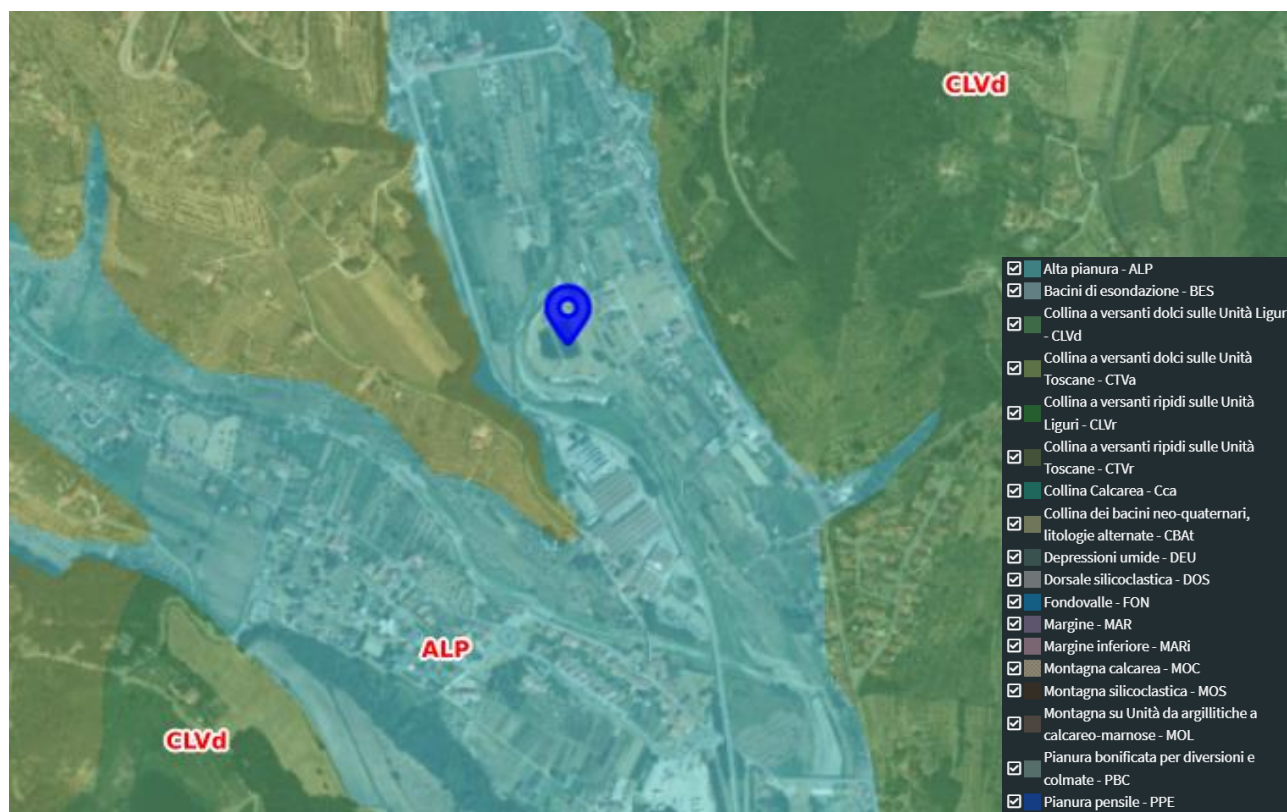 CLVd
ALP
CLVd
Alta pianura - ALP
Bacini di esondazione - BES
Collina a versanti dolci sulle Unità Ligur
- CLVd
Collina a versanti dolci sulle Unità
Toscane - CTVa
Collina a versanti ripidi sulle Unità
Liguri - CLVr
Collina a versanti ripidi sulle Unità
Toscane - CTVr
Collina Calcarea - Cca
Collina dei bacini neo-quaternari,
litologie alternate - CBAt
Depressioni umide - DEU
Dorsale silicoclastica - DOS
Fondovalle - FON
Margine - MAR
Margine inferiore - MARi
Montagna calcarea - MOC
Montagna silicoclastica - MOS
Montagna su Unità da argillitiche a
calcareo-marnose - MOL
Pianura bonificata per diversioni e
colmate - PBC
Pianura pensile - PPE